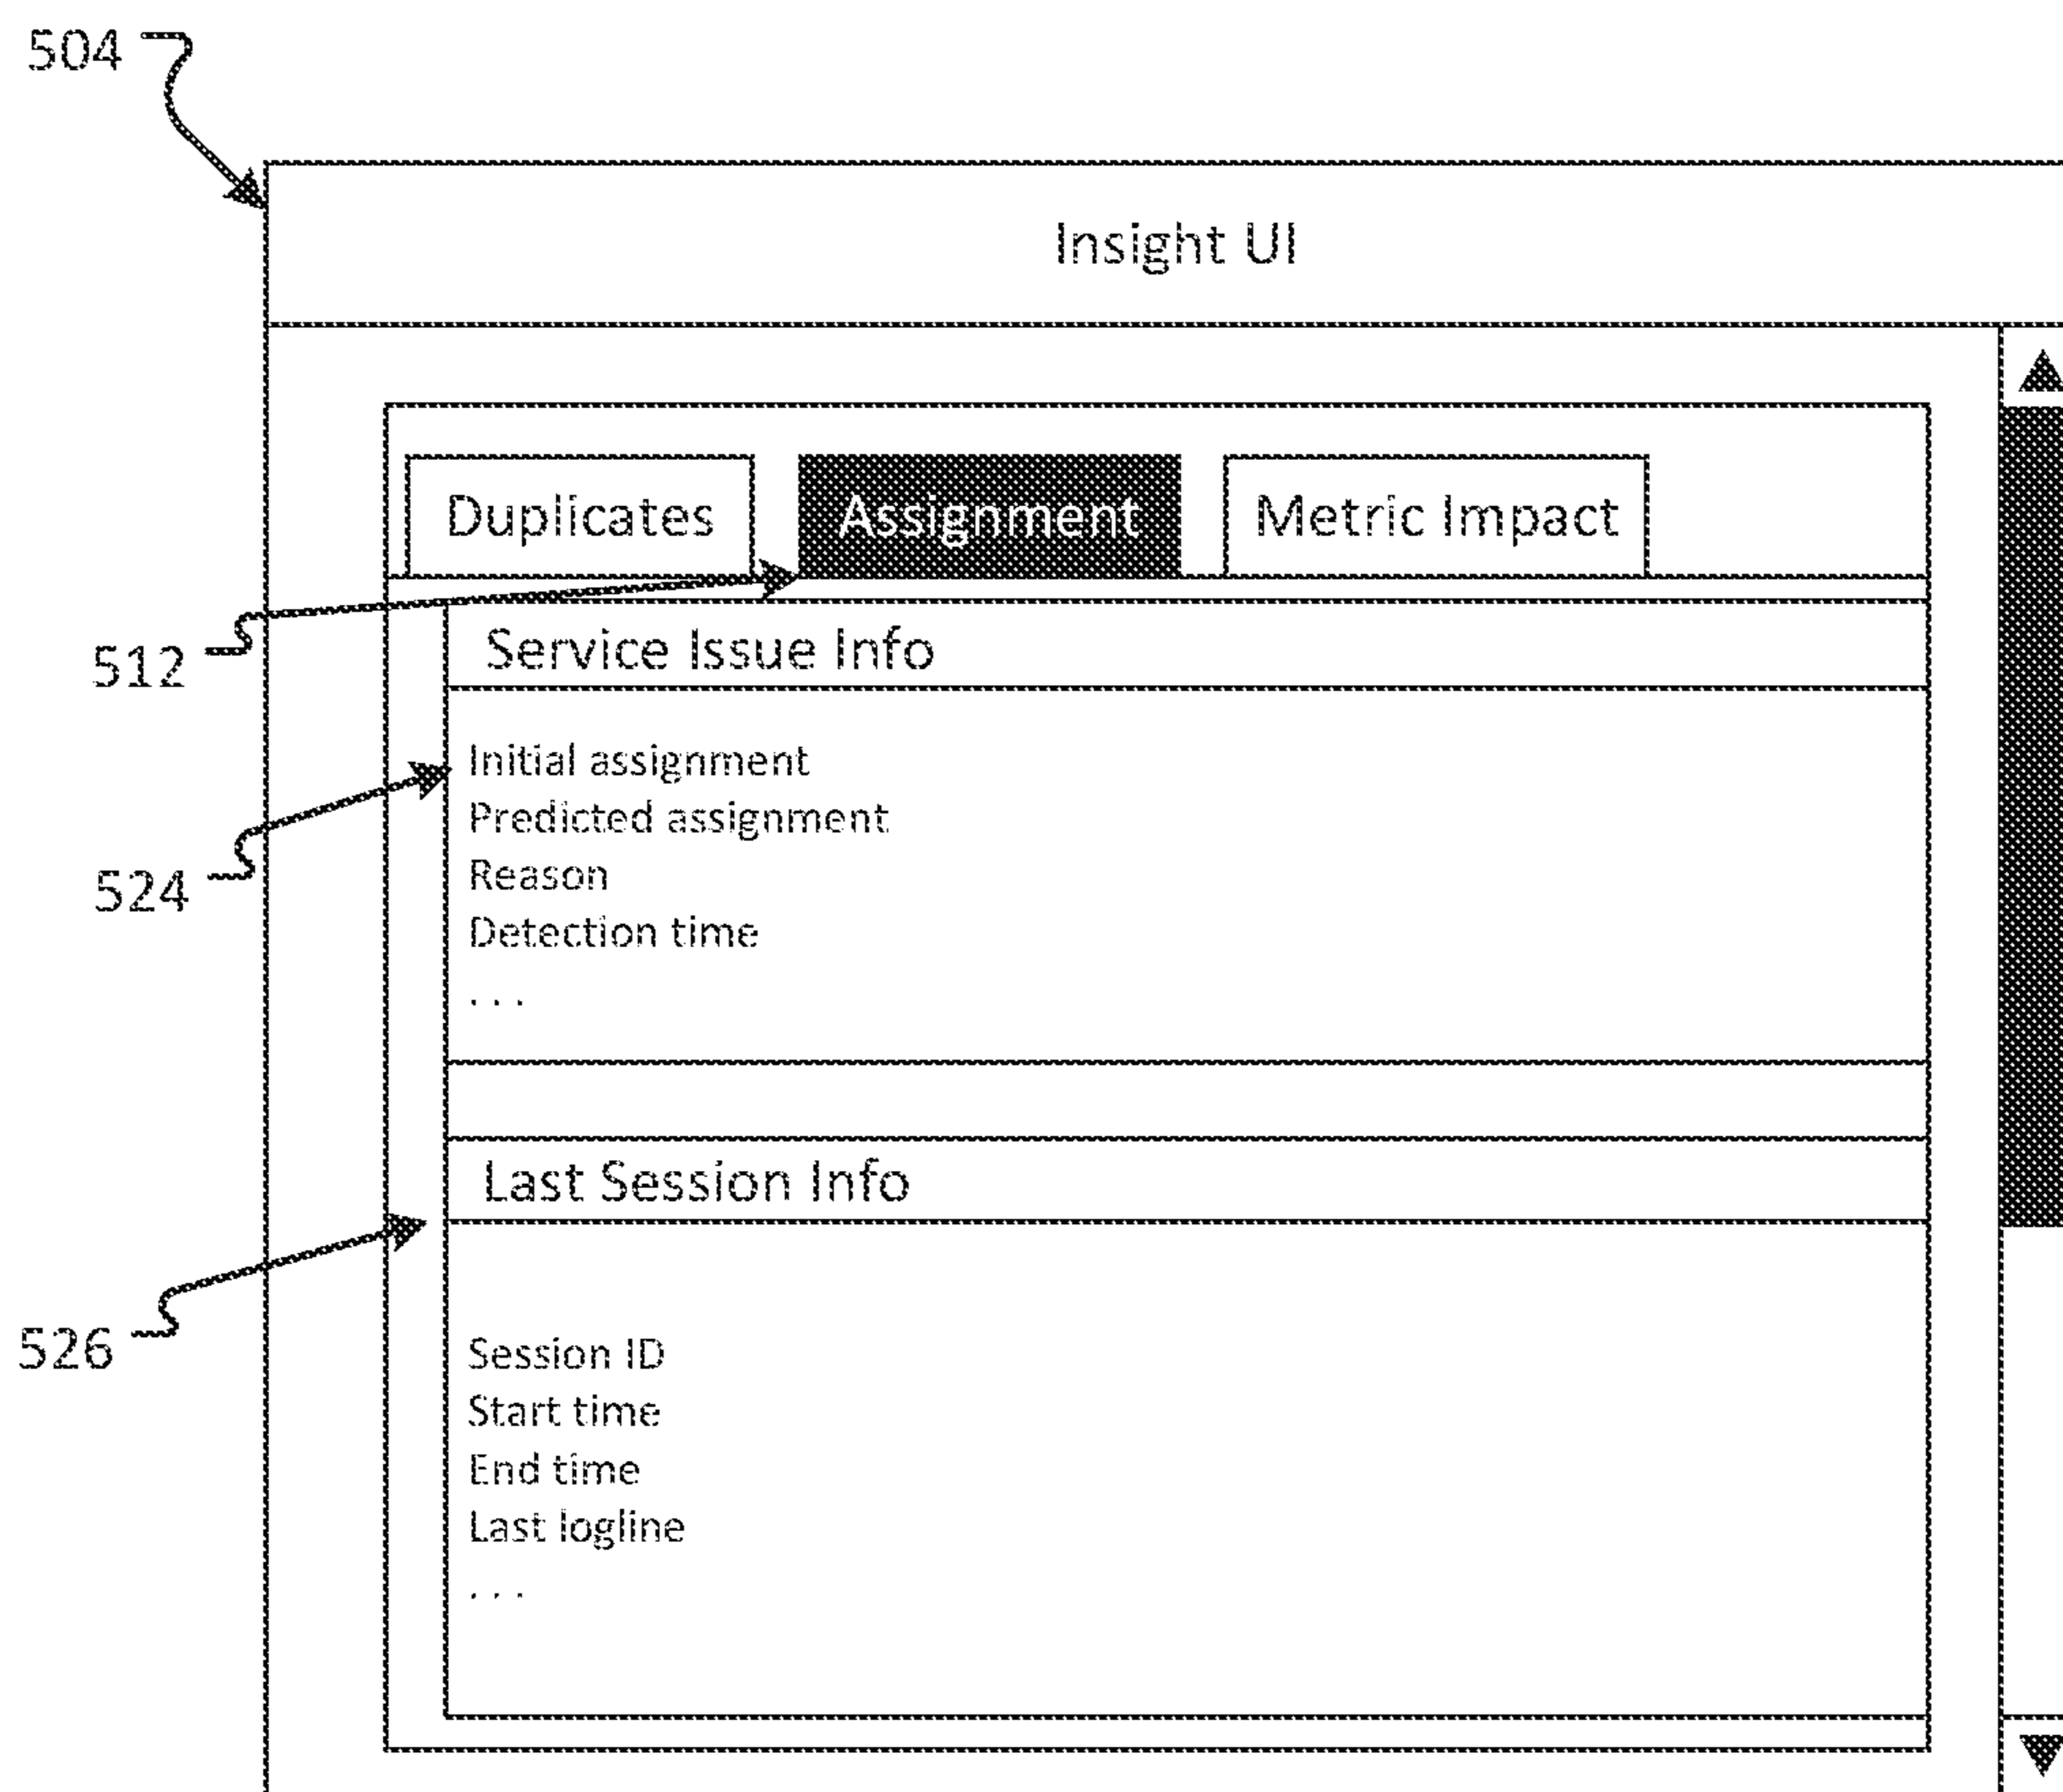 504
Insight UI
Duplicates Assignment Metric Impact
512
Service Issue Info
524
Initial assignment
Predicted assignment
Reason
Detection time
. . .
Last Session Info
526
Session ID
Start time
End time
Last logline
. . .